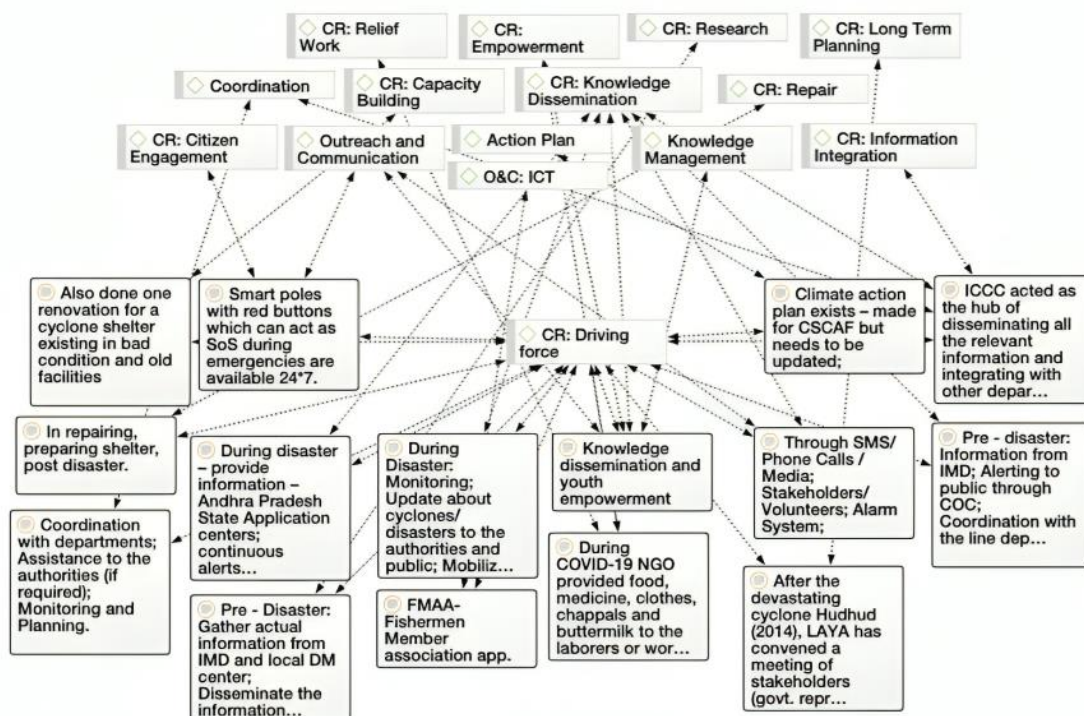 CR: Relief
Work
CR:
Empowerment
CR: Research
CR: Long Term
Planning
Coordination
CR: Capacity
Building
CR: Knowledge
Dissemination
CR: Repair
CR: Citizen
Engagement
Outreach and
Communication
Action Plan
Knowledge
Management
CR: Information
Integration
O&C: ICT
Also done one
renovation for a
cyclone shelter
existing in bad
condition and old
facilities
Smart poles
with red buttons
which can act as
SoS during
emergencies are
available 24*7.
CR: Driving
force
Climate action
plan exists – made
for CSCAF but
needs to be
updated;
ICCC acted as
the hub of
disseminating all
the relevant
information and
integrating with
other depar...
In repairing,
preparing shelter,
post disaster.
During disaster
– provide
information –
Andhra Pradesh
State Application
centers;
continuous
alerts...
During
Disaster:
Monitoring;
Update about
cyclones/
disasters to the
authorities and
public; Mobiliz...
Knowledge
dissemination and
youth
empowerment
Through SMS/
Phone Calls /
Media;
Stakeholders/
Volunteers; Alarm
System;
Pre - disaster:
Information from
IMD; Alerting to
public through
COC;
Coordination with
the line dep...
Coordination
with departments;
Assistance to the
authorities (if
required);
Monitoring and
Planning.
Pre - Disaster:
Gather actual
information from
IMD and local DM
center;
Disseminate the
information...
FMAA-
Fishermen
Member
association app.
During
COVID-19 NGO
provided food,
medicine, clothes,
chappals and
buttermilk to the
laborers or wor...
After the
devastating
cyclone Hudhud
(2014), LAYA has
convened a
meeting of
stakeholders
(govt. repr...